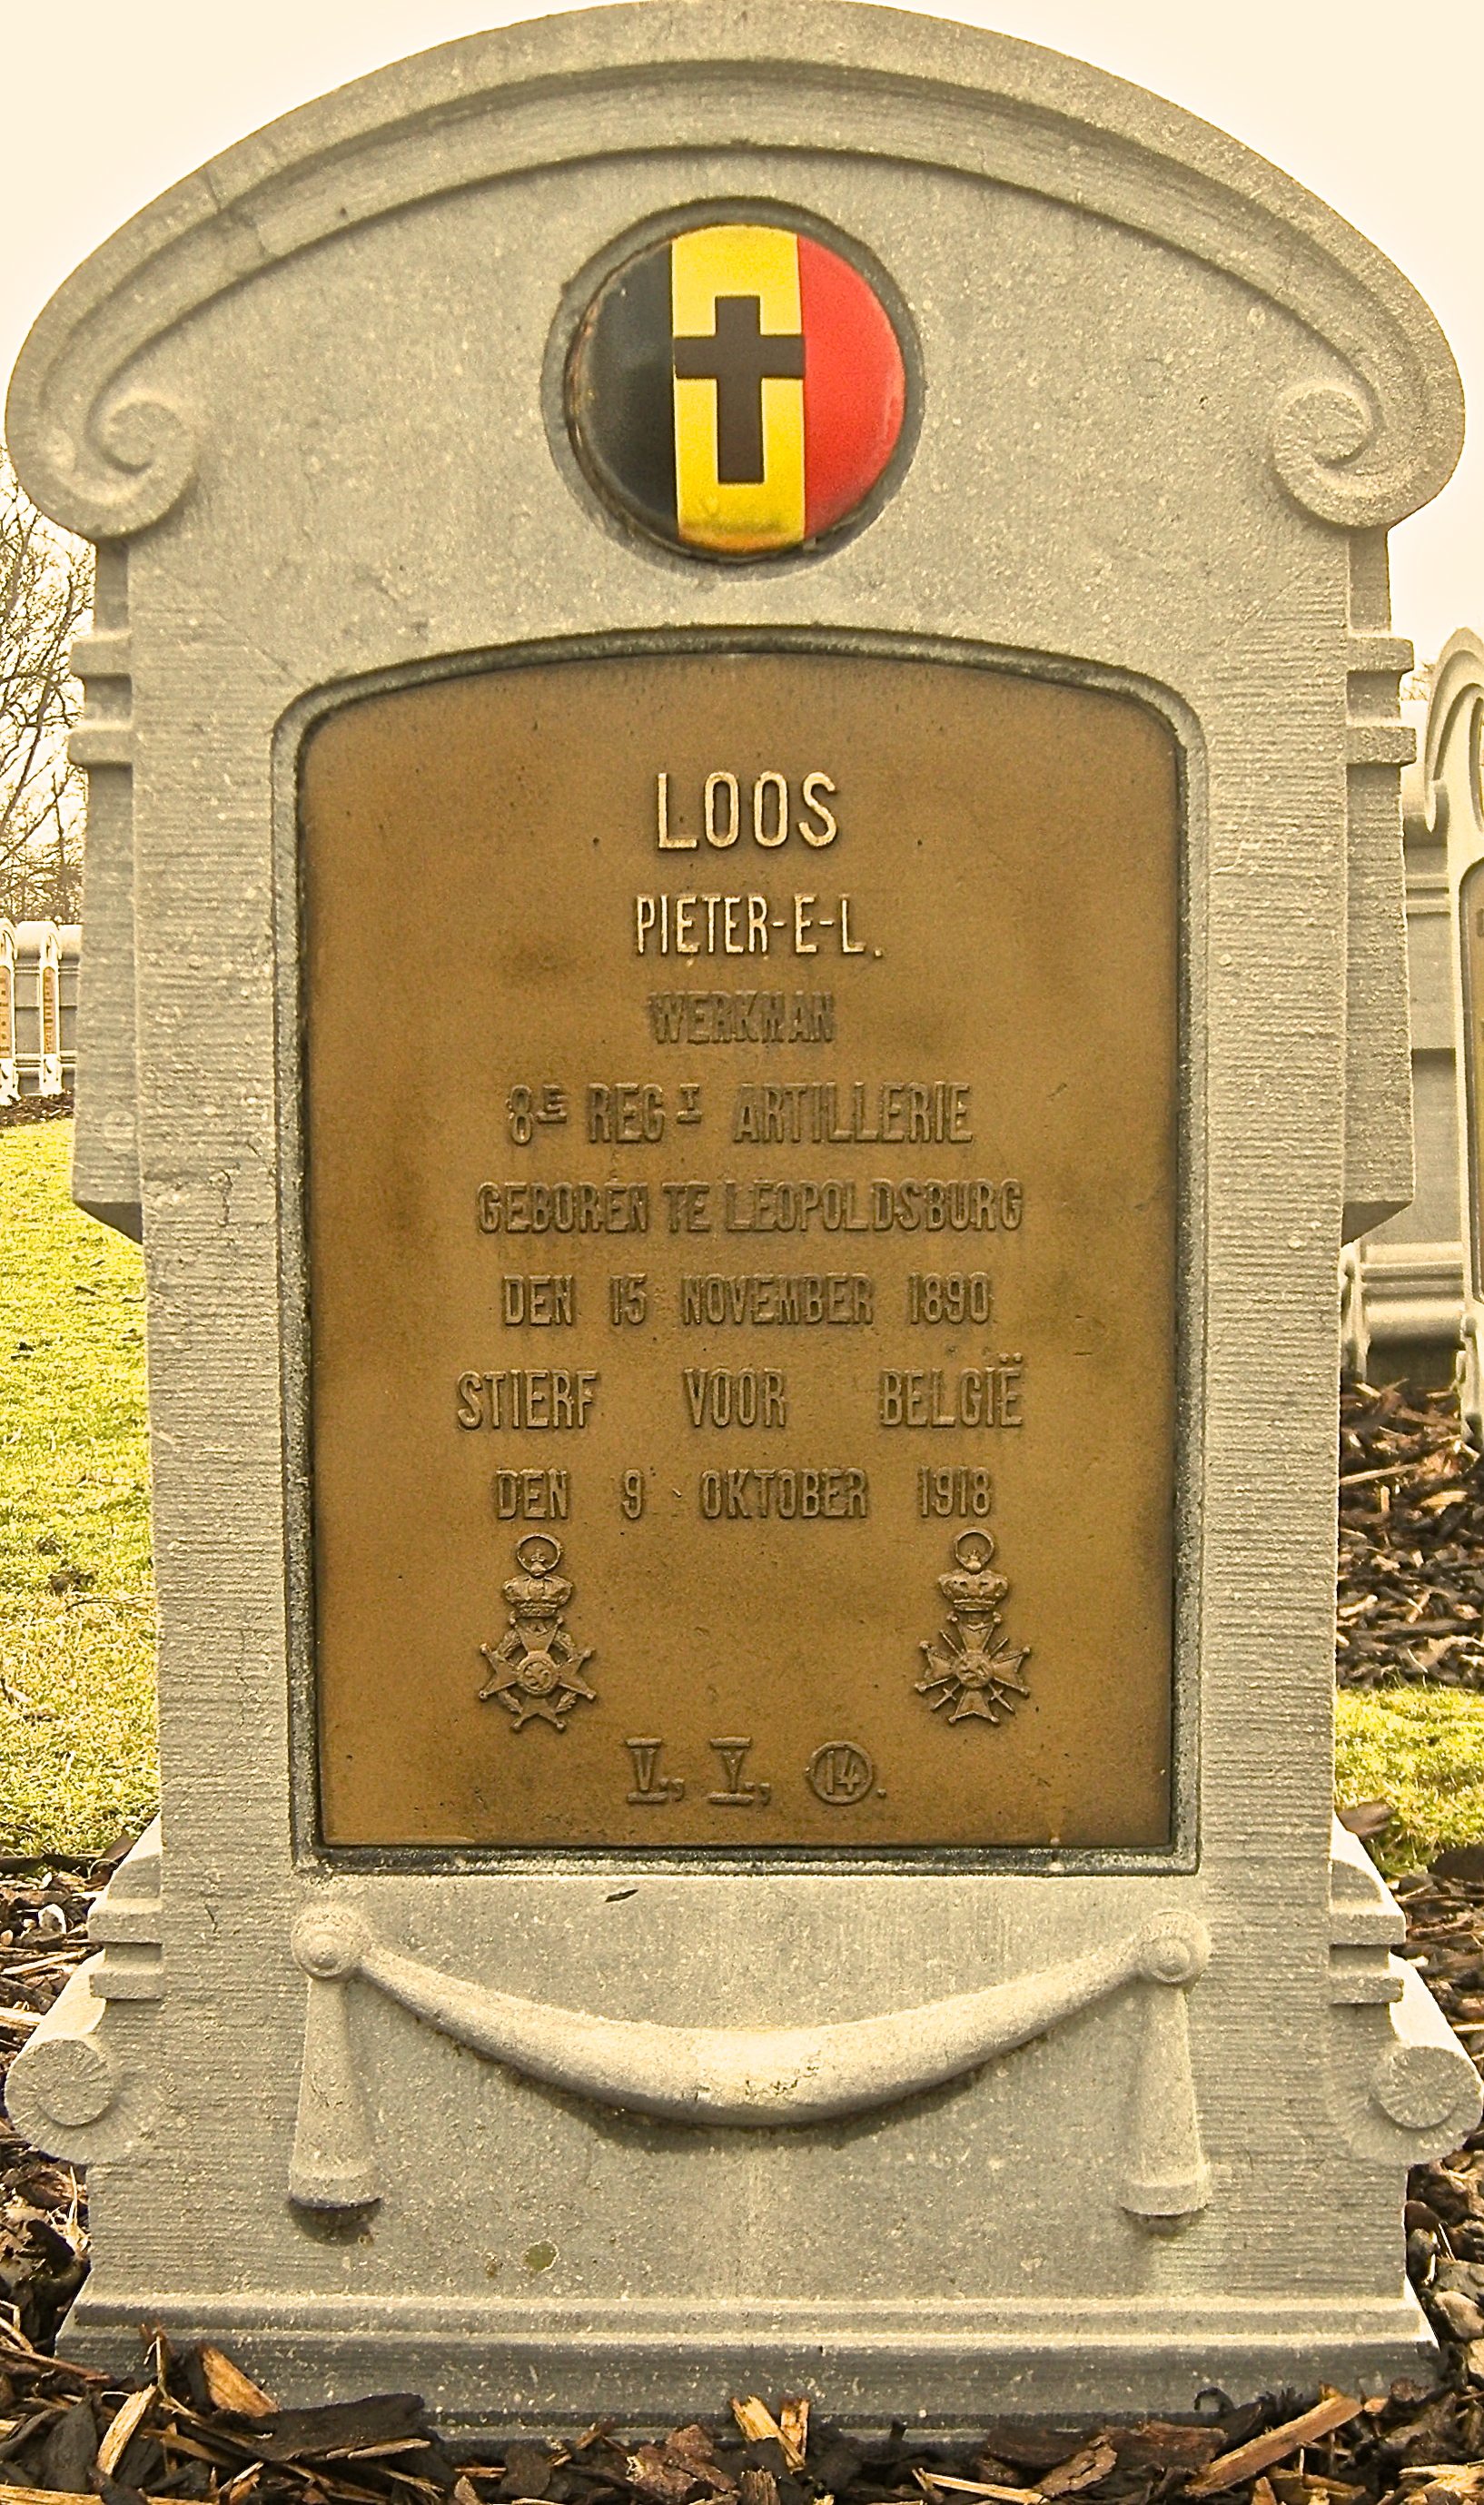 LOOS
PIETER-E-L.
WERKMAN
8E REGT ARTILLERIE
GEBOREN TE LEOPOLDSBURG
DEN 15 NOVEMBER 1890
STIERF VOOR BELGIË
DEN 9 OKTOBER 1918
V., Y., 14.